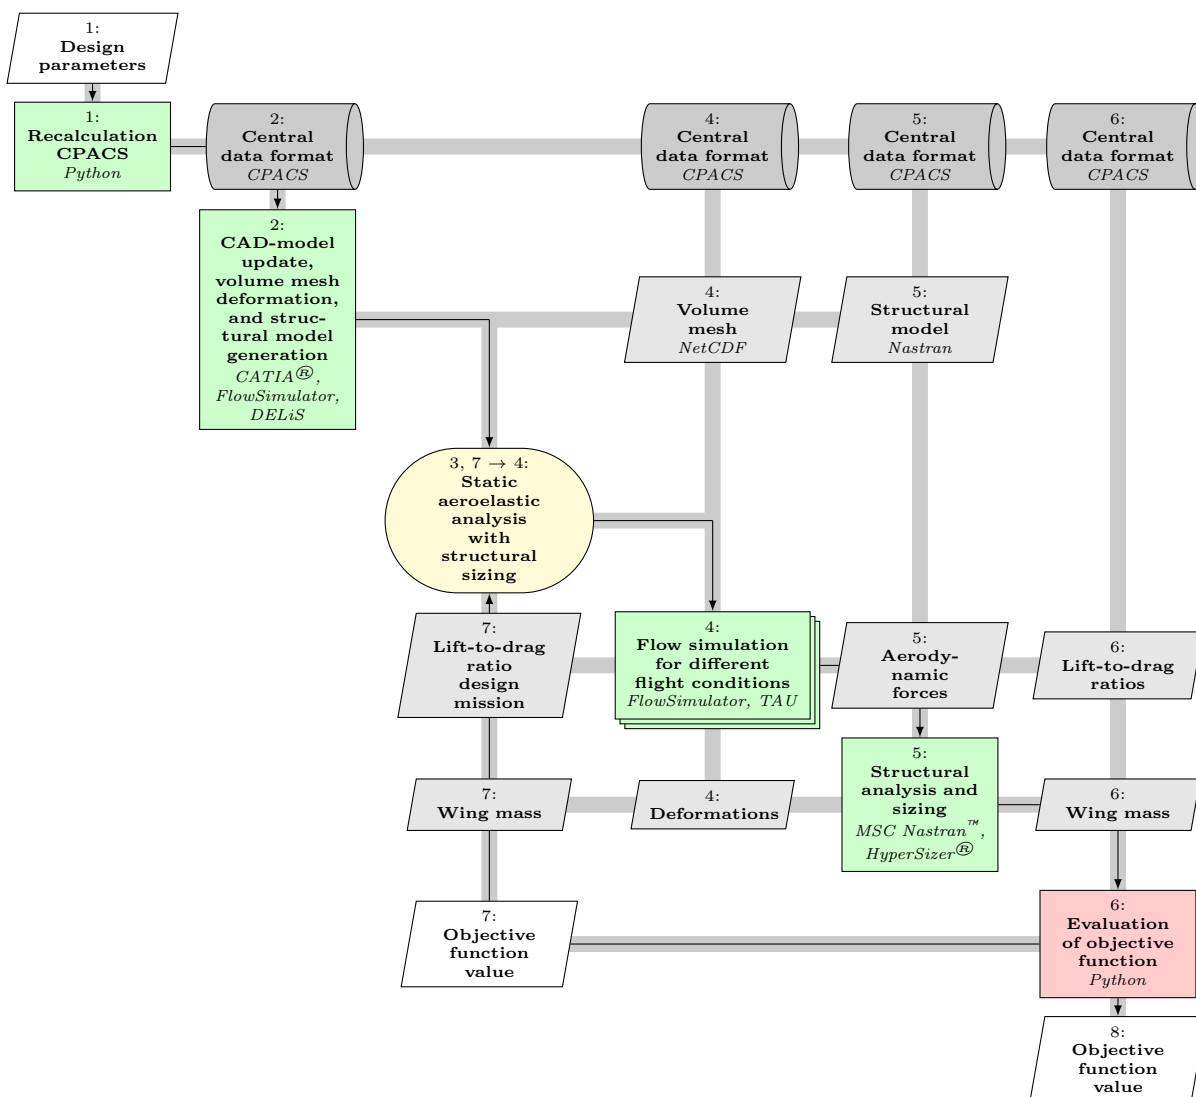 1:
Design
parameters
1:
Recalculation
CPACS
Python
2:
Central
data format
CPACS
4:
Central
data format
CPACS
5:
Central
data format
CPACS
6:
Central
data format
CPACS
2:
CAD-model
update,
volume mesh
deformation,
and struc-
tural model
generation
CATIA®,
FlowSimulator,
DELiS
4:
Volume
mesh
NetCDF
5:
Structural
model
Nastran
3, 7 → 4:
Static
aeroelastic
analysis
with
structural
sizing
7:
Lift-to-drag
ratio
design
mission
4:
Flow simulation
for different
flight conditions
FlowSimulator, TAU
5:
Aerody-
namic
forces
6:
Lift-to-drag
ratios
7:
Wing mass
4:
Deformations
5:
Structural
analysis and
sizing
MSC Nastran™,
HyperSizer®
6:
Wing mass
7:
Objective
function
value
6:
Evaluation
of objective
function
Python
8:
Objective
function
value